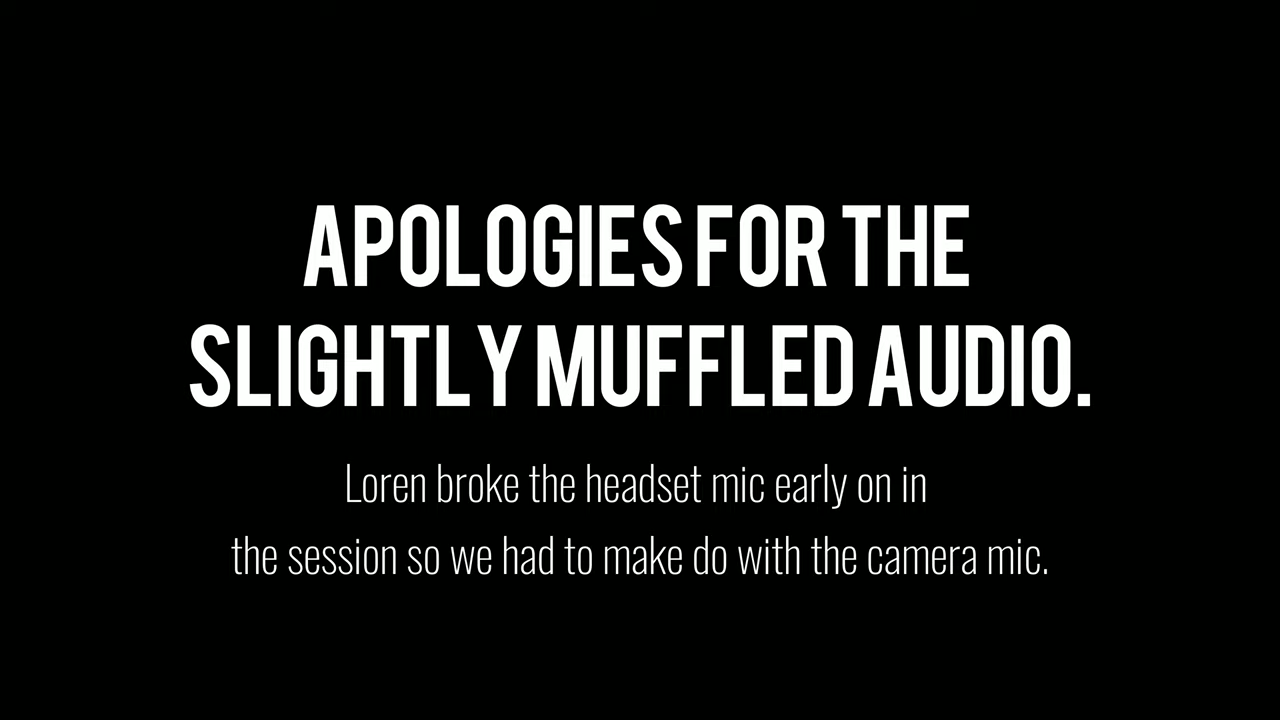 APOLOGIES FOR THE
SLIGHTLY MUFFLED AUDIO.
Loren broke the headset mic early on in
the session so we had to make do with the camera mic.